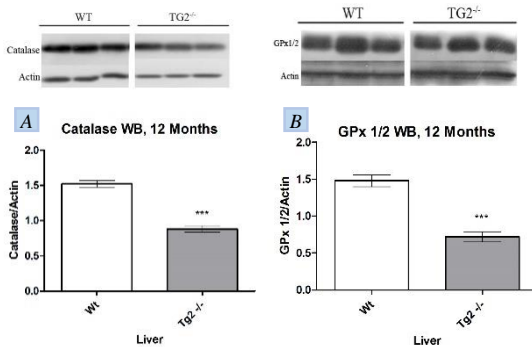 WT TG2-/-
Catalase
Actin
WT TG2-/-
GPx1/2
Actin
A
Catalase WB, 12 Months
Catalase/Actin
2.0
1.5
1.0
0.5
0.0
***
Wt
Tg2 -/-
Liver
B
GPx 1/2 WB, 12 Months
GPx 1/2/Actin
2.0
1.5
1.0
0.5
0.0
***
Wt
Tg2 -/-
Liver